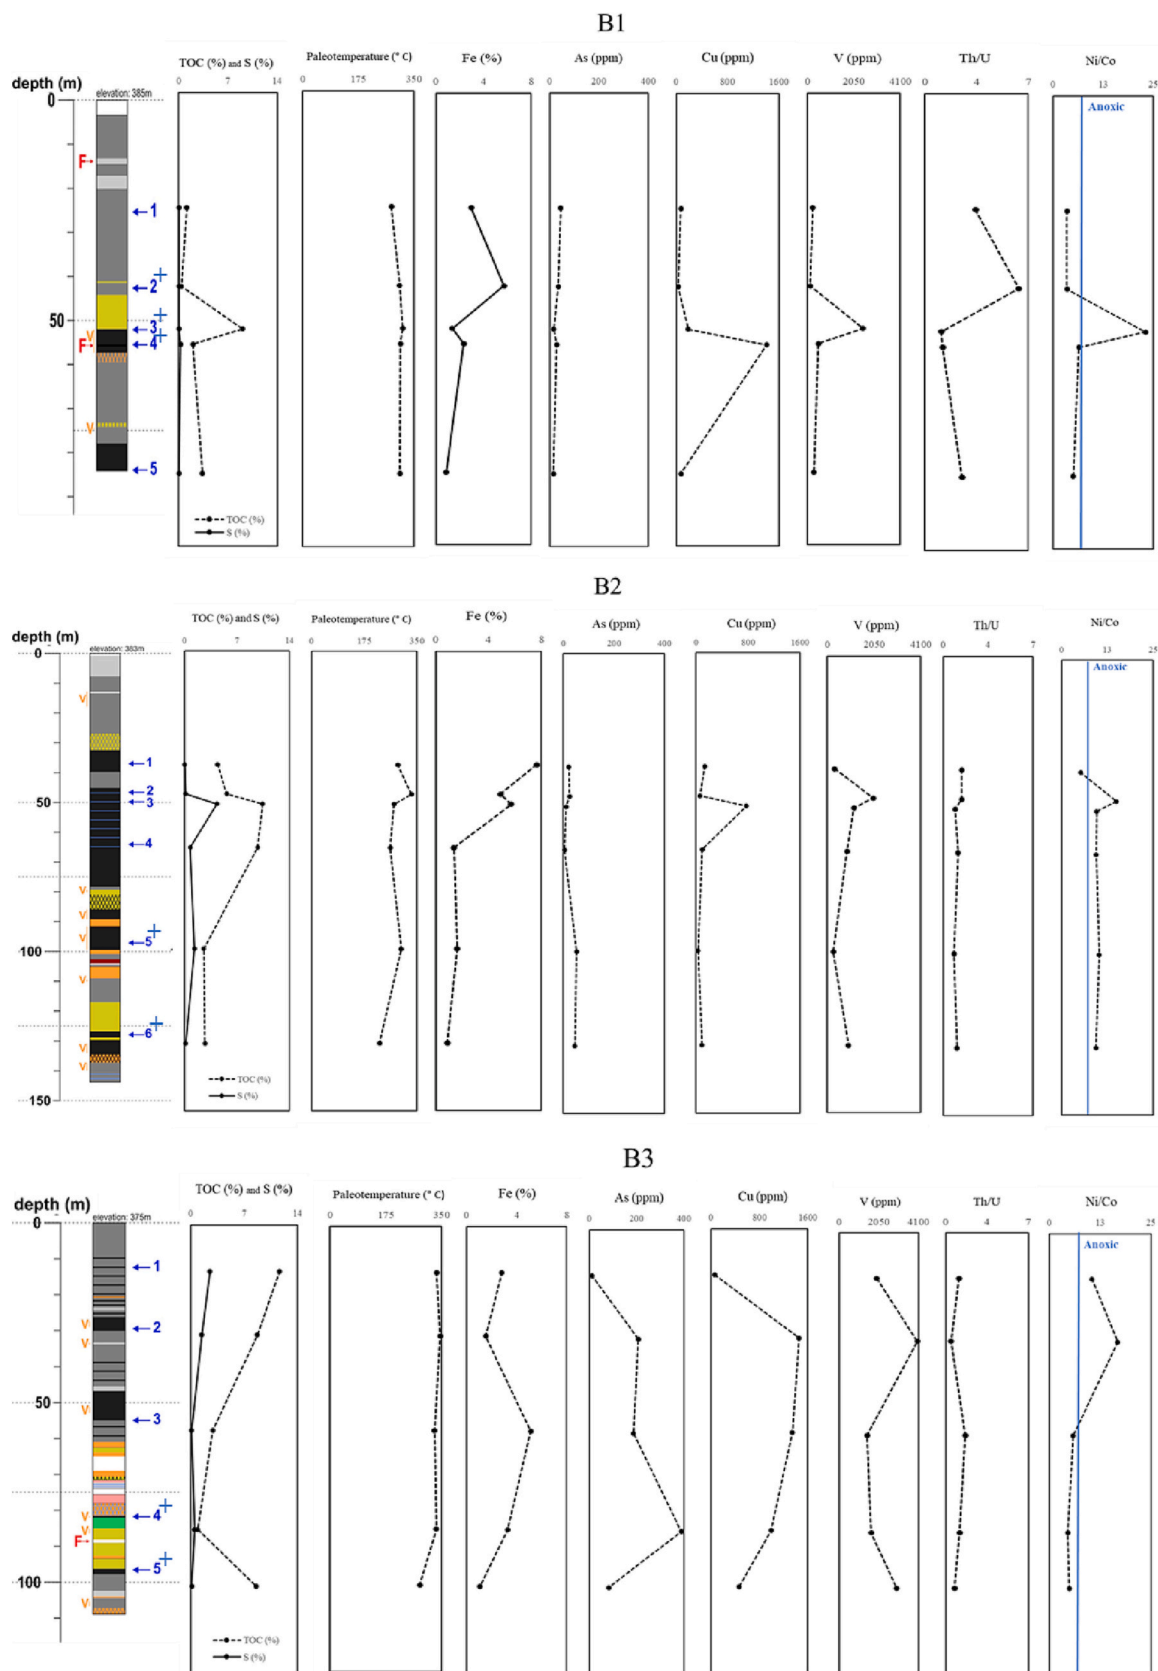 B1
TOC (%) and S (%) Paleotemperature (° C) Fe (%) As (ppm) Cu (ppm) V (ppm) Th/U Ni/Co
0 7 14 0 175 350 0 4 8 0 200 400 0 800 1600 0 2050 4100 0 4 7 0 13 25
depth (m)
elevation: 385m
0
Anoxic
F
1
+
2
+
50
3
V
+
F
4
V
5
TOC (%)
S (%)
B2
TOC (%) and S (%) Paleotemperature (° C) Fe (%) As (ppm) Cu (ppm) V (ppm) Th/U Ni/Co
0 7 14 0 175 350 0 4 8 0 200 400 0 800 1600 0 2050 4100 0 4 7 0 13 25
depth (m)
elevation: 383m
0
Anoxic
V
1
2
50
3
4
V
V
+
V
5
100
V
+
6
V
V
TOC (%)
S (%)
150
B3
TOC (%) and S (%) Paleotemperature (° C) Fe (%) As (ppm) Cu (ppm) V (ppm) Th/U Ni/Co
0 7 14 0 175 350 0 4 8 0 200 400 0 800 1600 0 2050 4100 0 4 7 0 13 25
depth (m)
elevation: 375m
0
Anoxic
1
V
2
V
50
V
3
+
V
4
V
F
+
5
100
V
TOC (%)
S (%)